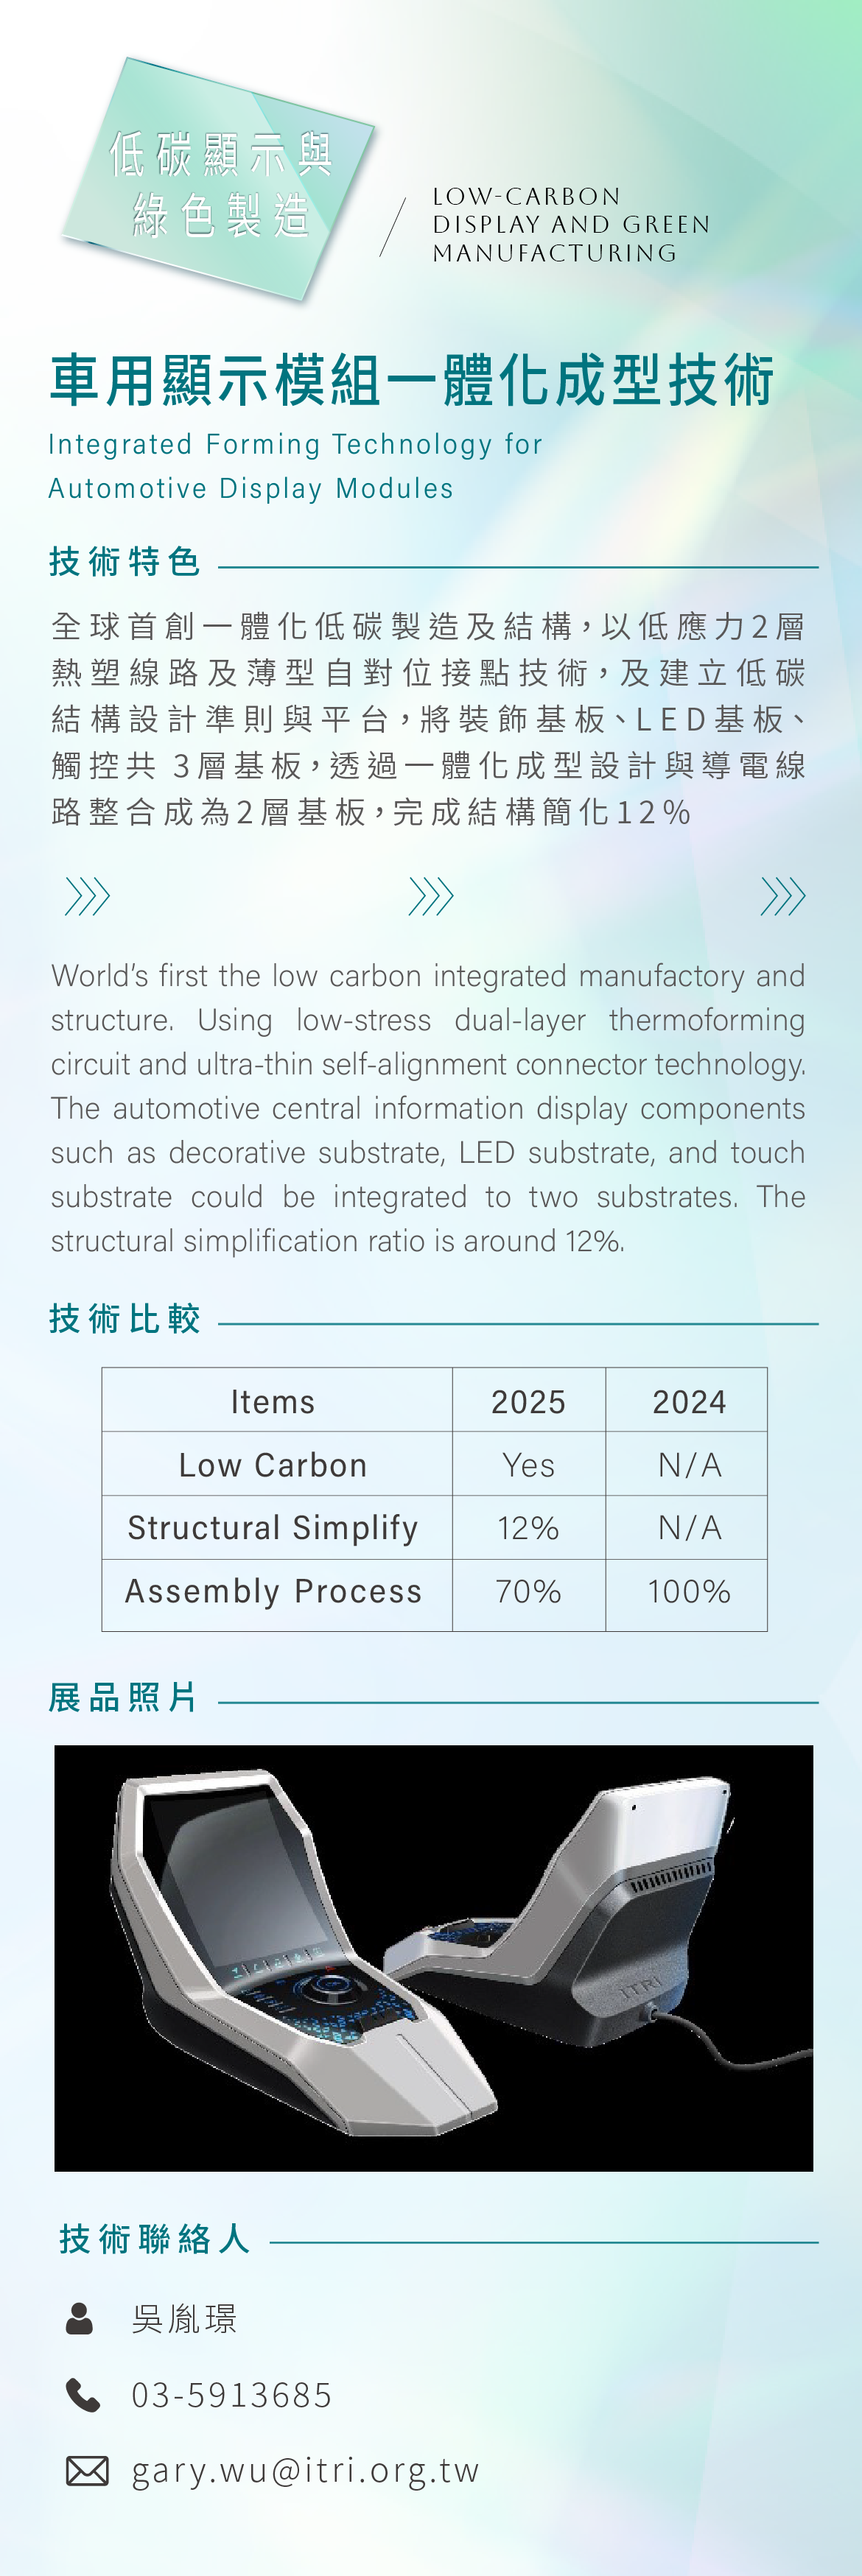 低碳顯示與
綠色製造
LOW-CARBON
DISPLAY AND GREEN
MANUFACTURING
車用顯示模組一體化成型技術
Integrated Forming Technology for
Automotive Display Modules
技術特色
全球首創一體化低碳製造及結構，以低應力2層
熱塑線路及薄型自對位接點技術，及建立低碳
結構設計準則與平台，將裝飾基板、LED基板、
觸控共 3層基板，透過一體化成型設計與導電線
路整合成為2層基板，完成結構簡化12%
World's first the low carbon integrated manufactory and
structure. Using low-stress dual-layer thermoforming
circuit and ultra-thin self-alignment connector technology.
The automotive central information display components
such as decorative substrate, LED substrate, and touch
substrate could be integrated to two substrates. The
structural simplification ratio is around 12%.
技術比較
Items 2025 2024
Low Carbon Yes N/A
Structural Simplify 12% N/A
Assembly Process 70% 100%
展品照片
ITRI
技術聯絡人
吳胤璟
03-5913685
gary.wu@itri.org.tw